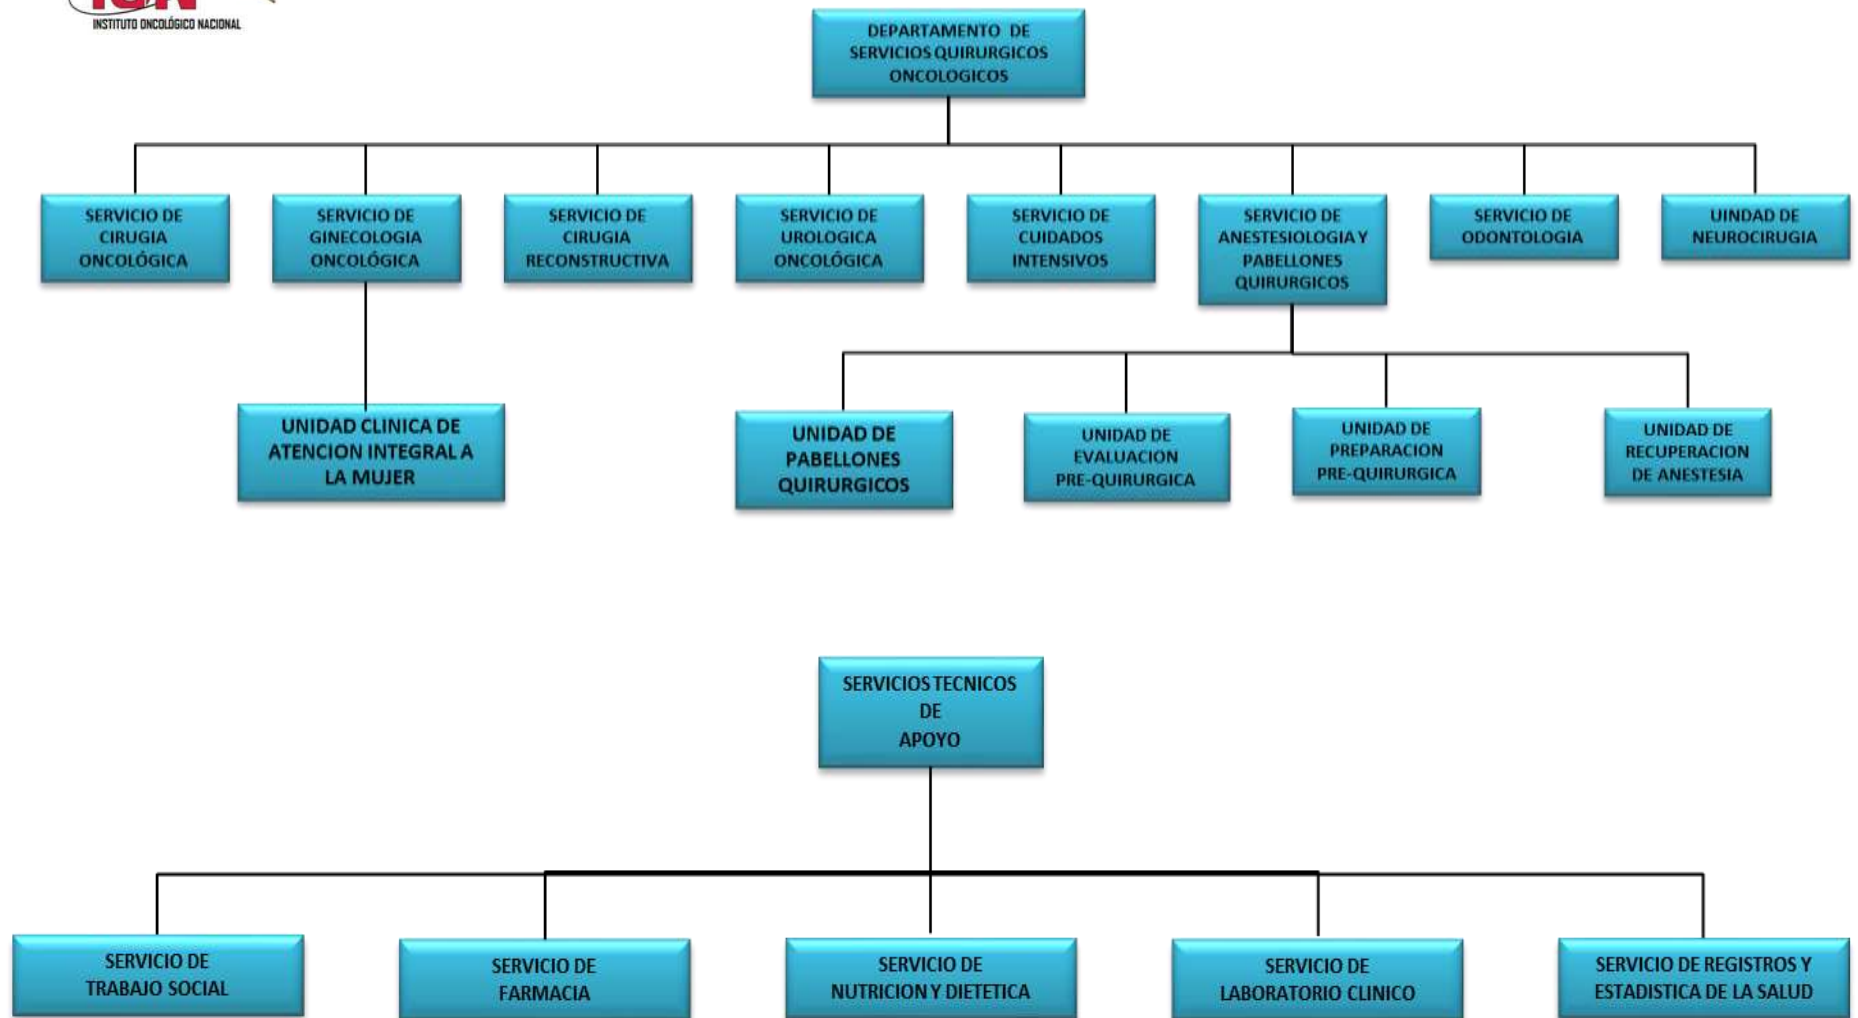 INSTITUTO ONCOLÓGICO NACIONAL
DEPARTAMENTO DE
SERVICIOS QUIRURGICOS
ONCOLOGICOS
SERVICIO DE
CIRUGIA
ONCOLÓGICA
SERVICIO DE
GINECOLOGIA
ONCOLÓGICA
SERVICIO DE
CIRUGIA
RECONSTRUCTIVA
SERVICIO DE
UROLOGICA
ONCOLÓGICA
SERVICIO DE
CUIDADOS
INTENSIVOS
SERVICIO DE
ANESTESIOLOGIA Y
PABELLONES
QUIRURGICOS
SERVICIO DE
ODONTOLOGIA
UINDAD DE
NEUROCIRUGIA
UNIDAD CLINICA DE
ATENCION INTEGRAL A
LA MUJER
UNIDAD DE
PABELLONES
QUIRURGICOS
UNIDAD DE
EVALUACION
PRE-QUIRURGICA
UNIDAD DE
PREPARACION
PRE-QUIRURGICA
UNIDAD DE
RECUPERACION
DE ANESTESIA
SERVICIOS TECNICOS
DE
APOYO
SERVICIO DE
TRABAJO SOCIAL
SERVICIO DE
FARMACIA
SERVICIO DE
NUTRICION Y DIETETICA
SERVICIO DE
LABORATORIO CLINICO
SERVICIO DE REGISTROS Y
ESTADISTICA DE LA SALUD